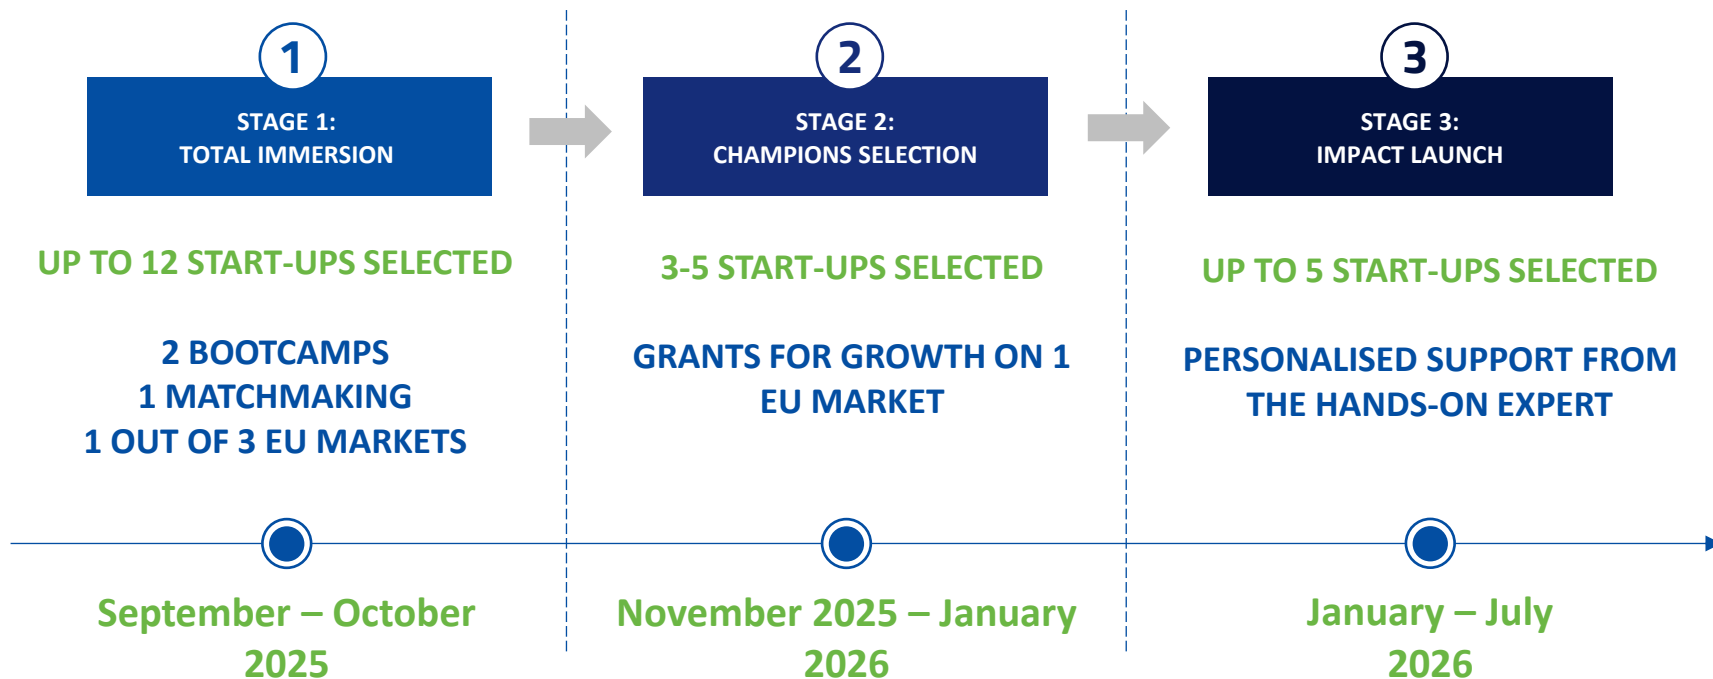 1
STAGE 1:
TOTAL IMMERSION
UP TO 12 START-UPS SELECTED
2 BOOTCAMPS
1 MATCHMAKING
1 OUT OF 3 EU MARKETS
September – October
2025
2
STAGE 2:
CHAMPIONS SELECTION
3-5 START-UPS SELECTED
GRANTS FOR GROWTH ON 1
EU MARKET
November 2025 – January
2026
3
STAGE 3:
IMPACT LAUNCH
UP TO 5 START-UPS SELECTED
PERSONALISED SUPPORT FROM
THE HANDS-ON EXPERT
January – July
2026